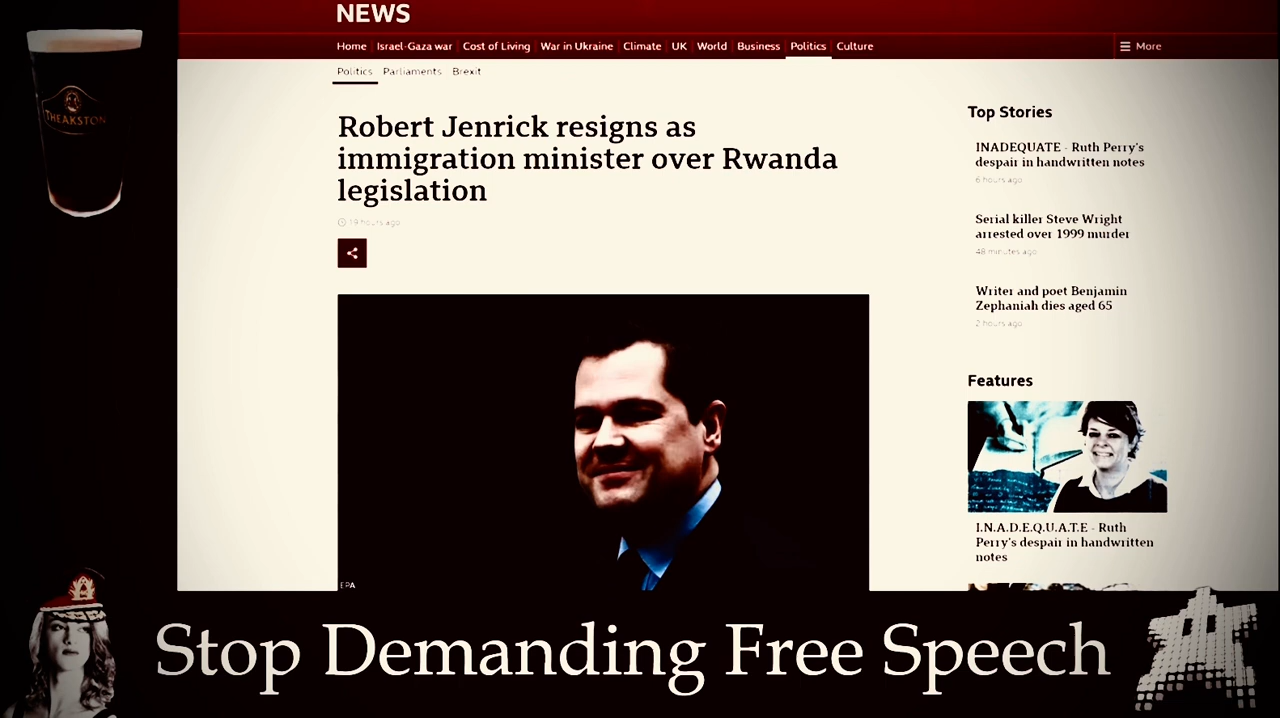 NEWS
Home Israel-Gaza war Cost of Living War in Ukraine Climate UK World Business Politics Culture More
Politics Parliaments Brexit
THEAKSTON
Robert Jenrick resigns as
immigration minister over Rwanda
legislation
19 hours ago
EPA
Top Stories
INADEQUATE - Ruth Perry's
despair in handwritten notes
6 hours ago
Serial killer Steve Wright
arrested over 1999 murder
48 minutes ago
Writer and poet Benjamin
Zephaniah dies aged 65
2 hours ago
Features
I.N.A.D.E.Q.U.A.T.E - Ruth
Perry's despair in handwritten
notes
Stop Demanding Free Speech